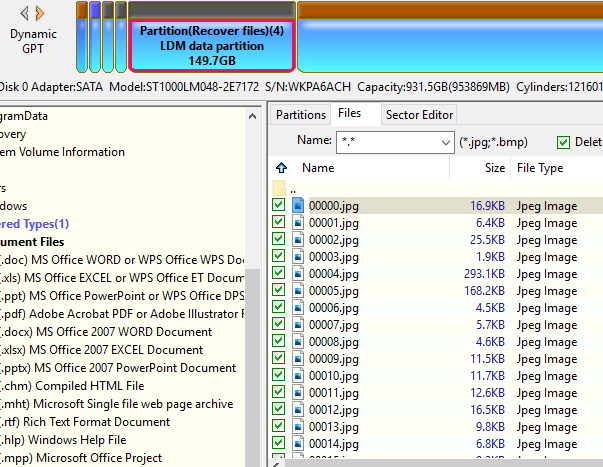 Dynamic
GPT
Partition(Recover files)(4)
LDM data partition
149.7GB
Disk 0 Adapter:SATA Model:ST1000LM048-2E7172 S/N:WKPA6ACH Capacity:931.5GB(953869MB) Cylinders:121601
gramData
overy
em Volume Information
rs
dows
ered Types(1)
ument Files
(.doc) MS Office WORD or WPS Office WPS Do
(.xls) MS Office EXCEL or WPS Office ET Docum
(.ppt) MS Office PowerPoint or WPS Office DPS
(.pdf) Adobe Acrobat PDF or Adobe Illustrator F
(.docx) MS Office 2007 WORD Document
(.xlsx) MS Office 2007 EXCEL Document
(.pptx) MS Office 2007 PowerPoint Document
(.chm) Compiled HTML File
(.mht) Microsoft Single file web page archive
(.rtf) Rich Text Format Document
(.hlp) Windows Help File
(.mpp) Microsoft Office Project
Partitions Files Sector Editor
Name: *.* (*.jpg;*.bmp) Delet
Name Size File Type
..
00000.jpg 16.9KB Jpeg Image
00001.jpg 6.4KB Jpeg Image
00002.jpg 25.5KB Jpeg Image
00003.jpg 1.9KB Jpeg Image
00004.jpg 293.1KB Jpeg Image
00005.jpg 168.2KB Jpeg Image
00006.jpg 4.5KB Jpeg Image
00007.jpg 5.7KB Jpeg Image
00008.jpg 4.6KB Jpeg Image
00009.jpg 11.5KB Jpeg Image
00010.jpg 11.7KB Jpeg Image
00011.jpg 12.6KB Jpeg Image
00012.jpg 16.5KB Jpeg Image
00013.jpg 9.8KB Jpeg Image
00014.jpg 6.8KB Jpeg Image